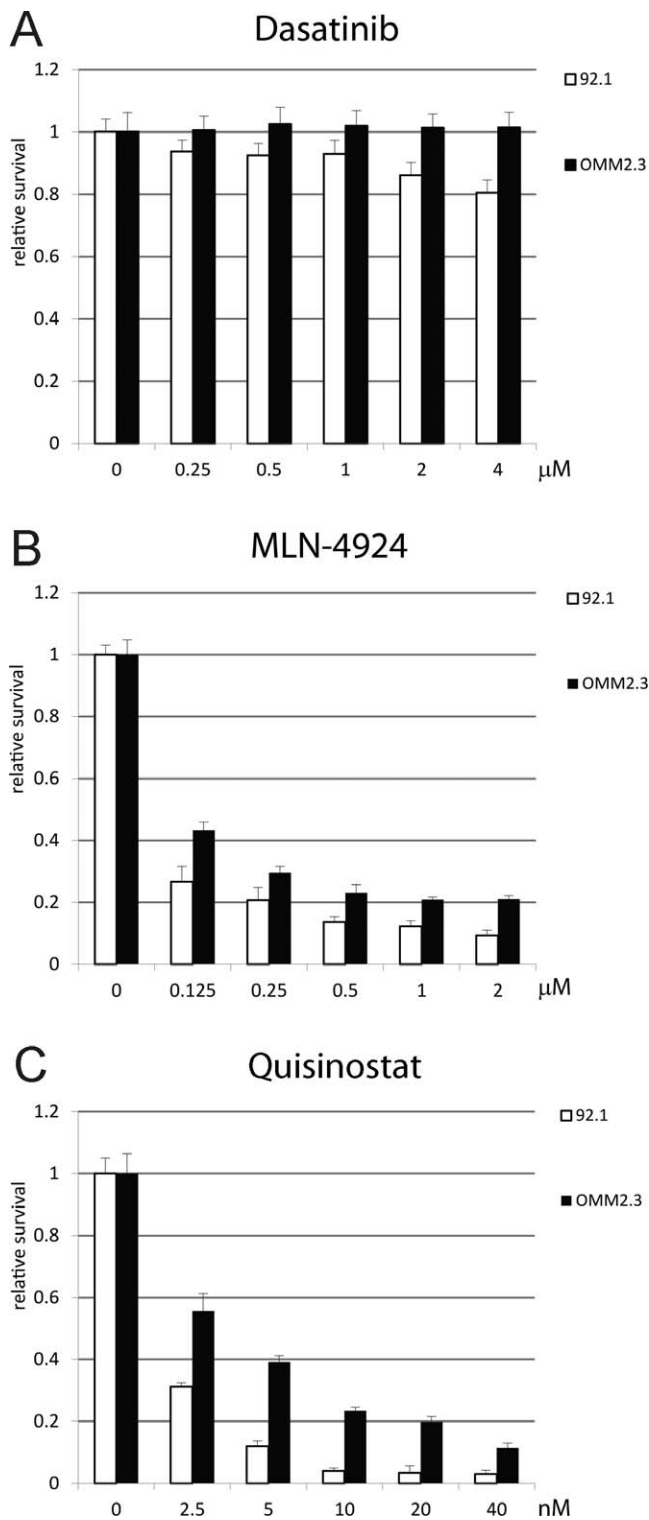 A
Dasatinib
1.2
1
0.8
0.6
0.4
0.2
0
relative survival
0 0.25 0.5 1 2 4 μM
92.1
OMM2.3
B
MLN-4924
1.2
1
0.8
0.6
0.4
0.2
0
relative survival
0 0.125 0.25 0.5 1 2 μM
92.1
OMM2.3
C
Quisinostat
1.2
1
0.8
0.6
0.4
0.2
0
relative survival
0 2.5 5 10 20 40 nM
92.1
OMM2.3